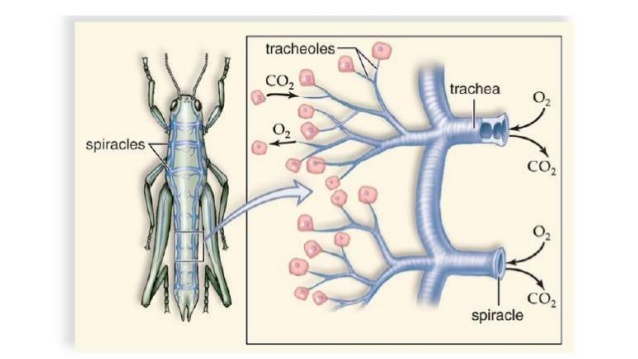 tracheoles
CO₂
O₂
spiracles
trachea
O₂
CO₂
O₂
CO₂
spiracle